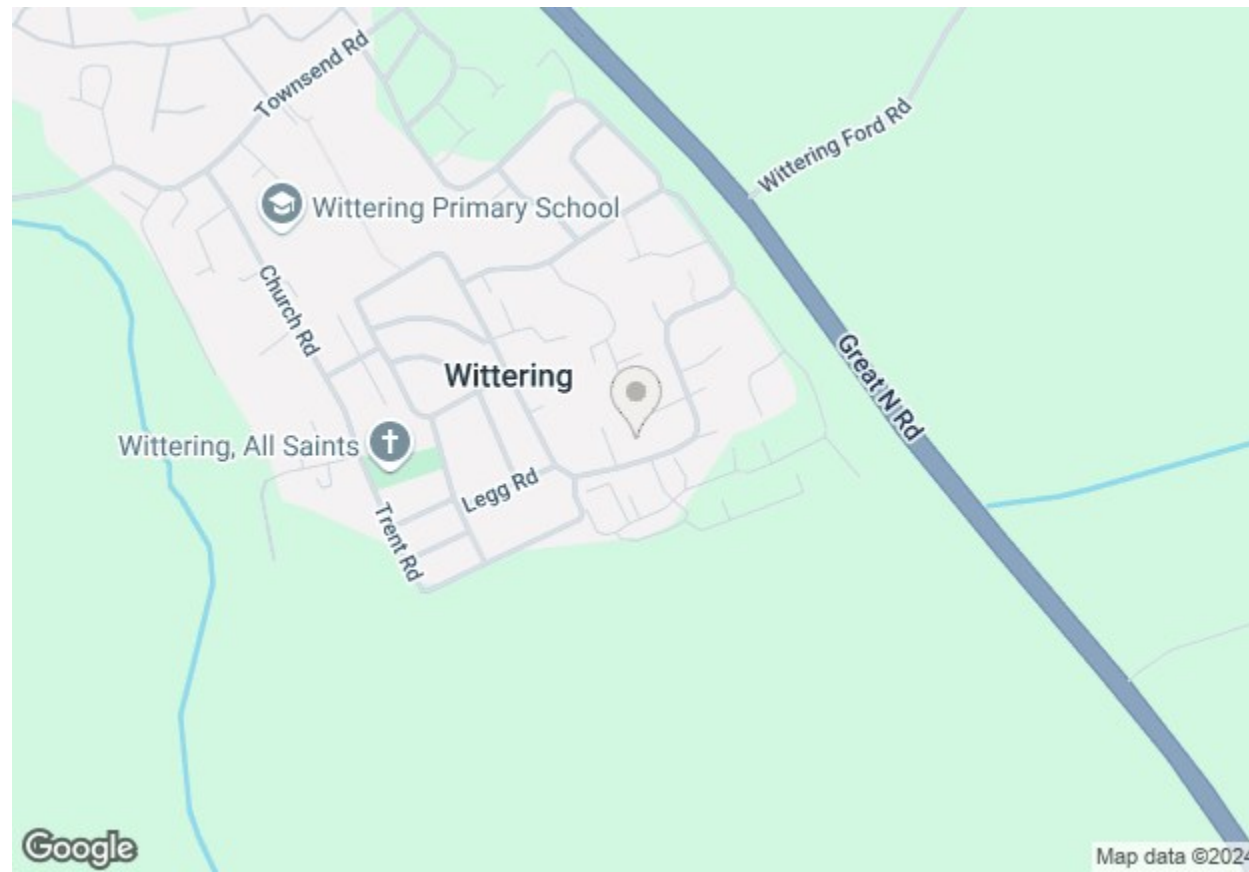 Townsend Rd
Wittering Ford Rd
Wittering Primary School
Church Rd
Great N Rd
Wittering
Wittering, All Saints
Legg Rd
Trent Rd
Google
Map data ©2024